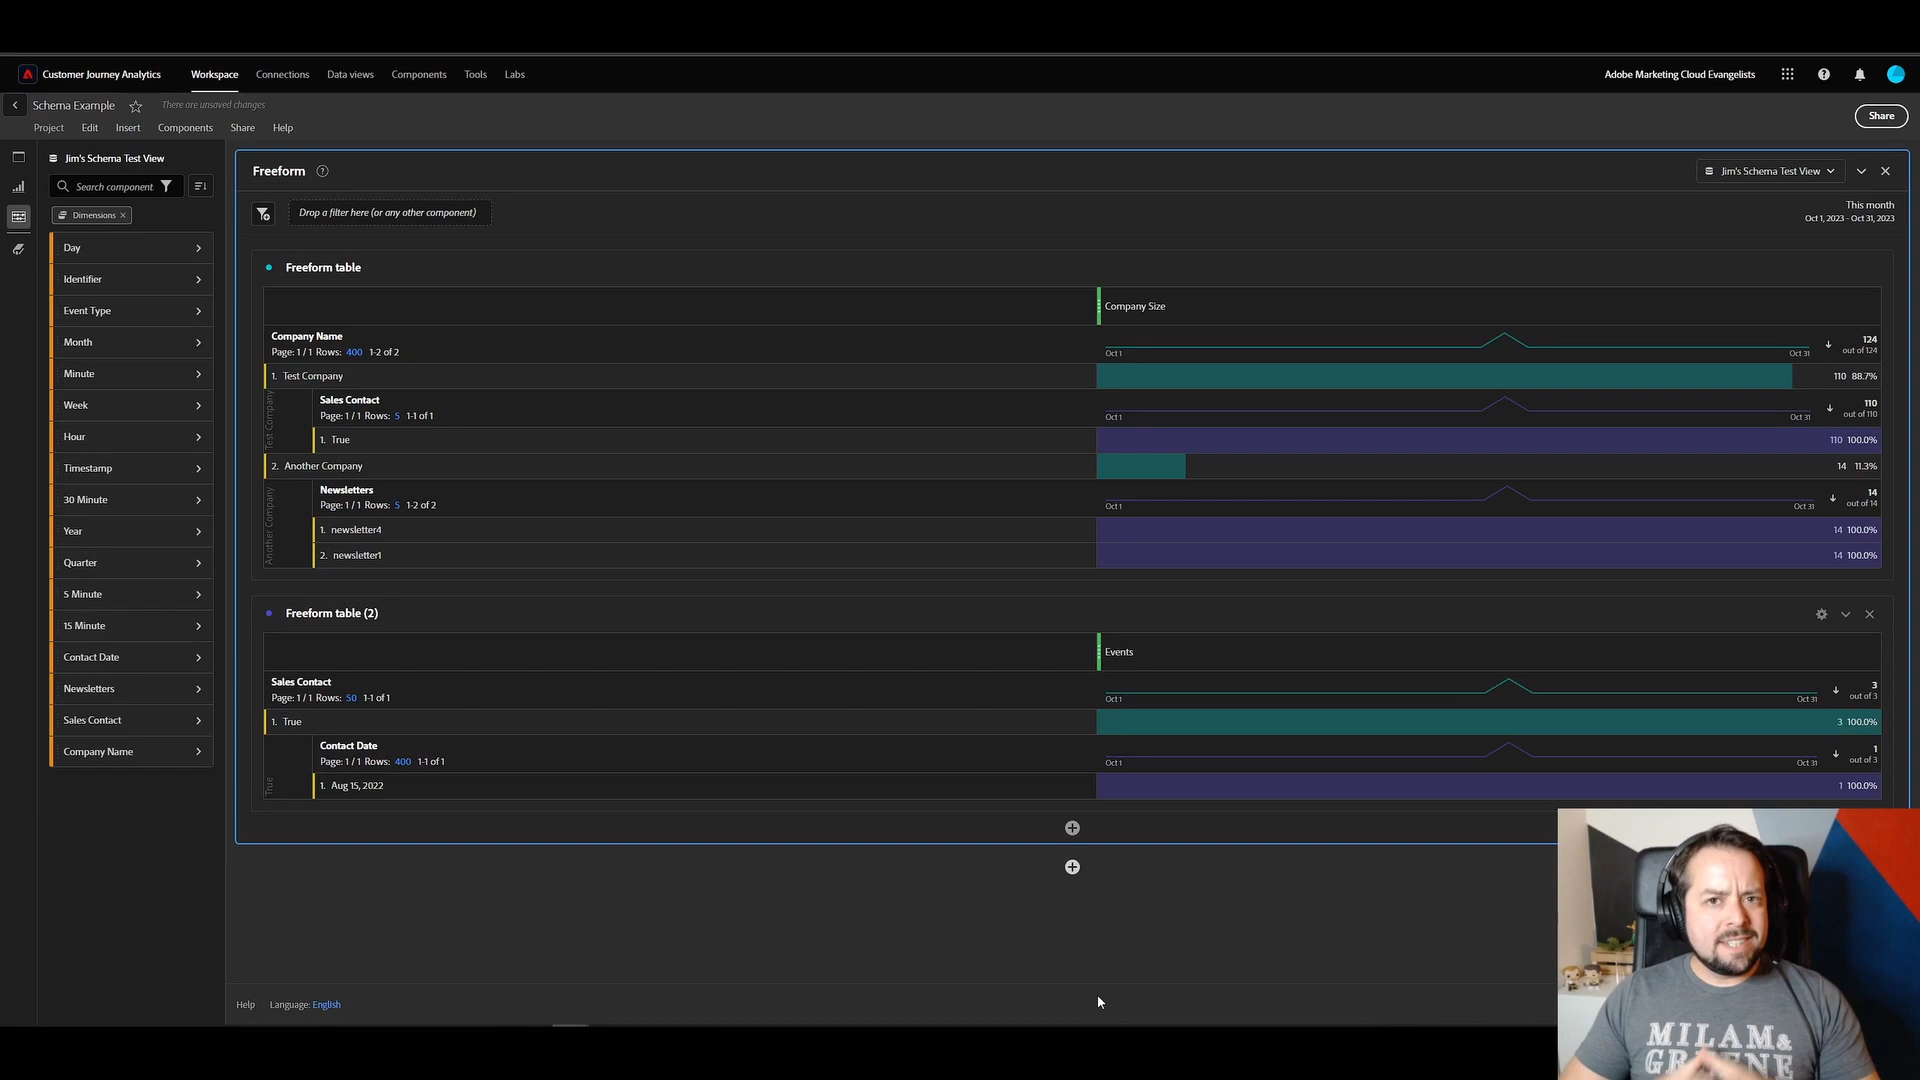 Customer Journey Analytics Workspace Connections Data views Components Tools Labs Adobe Marketing Cloud Evangelists
Schema Example There are unsaved changes
Project Edit Insert Components Share Help
Share
Jim's Schema Test View
Search component
Dimensions
Day
Identifier
Event Type
Month
Minute
Week
Hour
Timestamp
30 Minute
Year
Quarter
5 Minute
15 Minute
Contact Date
Newsletters
Sales Contact
Company Name
Freeform
Jim's Schema Test View
Drop a filter here (or any other component)
This month
Oct 1, 2023 - Oct 31, 2023
Freeform table
Company Size
Company Name
Page: 1 / 1 Rows: 400 1-2 of 2
Oct 1 Oct 31
124
out of 124
1. Test Company 110 88.7%
Test Company
Sales Contact
Page: 1 / 1 Rows: 5 1-1 of 1
Oct 1 Oct 31
110
out of 110
1. True 110 100.0%
2. Another Company 14 11.3%
Another Company
Newsletters
Page: 1 / 1 Rows: 5 1-2 of 2
Oct 1 Oct 31
14
out of 14
1. newsletter4 14 100.0%
2. newsletter1 14 100.0%
Freeform table (2)
Events
Sales Contact
Page: 1 / 1 Rows: 50 1-1 of 1
Oct 1 Oct 31
3
out of 3
1. True 3 100.0%
True
Contact Date
Page: 1 / 1 Rows: 400 1-1 of 1
Oct 1 Oct 31
1
out of 3
1. Aug 15, 2022 1 100.0%
Help Language: English
MILAM &
GREENE